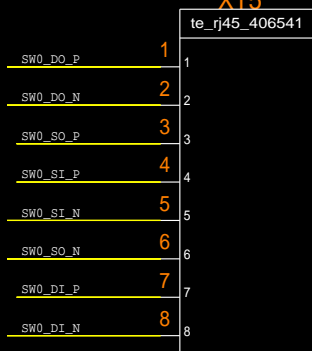 X15
te_rj45_406541
SW0_DO_P 1 1
SW0_DO_N 2 2
SW0_SO_P 3 3
SW0_SI_P 4 4
SW0_SI_N 5 5
SW0_SO_N 6 6
SW0_DI_P 7 7
SW0_DI_N 8 8